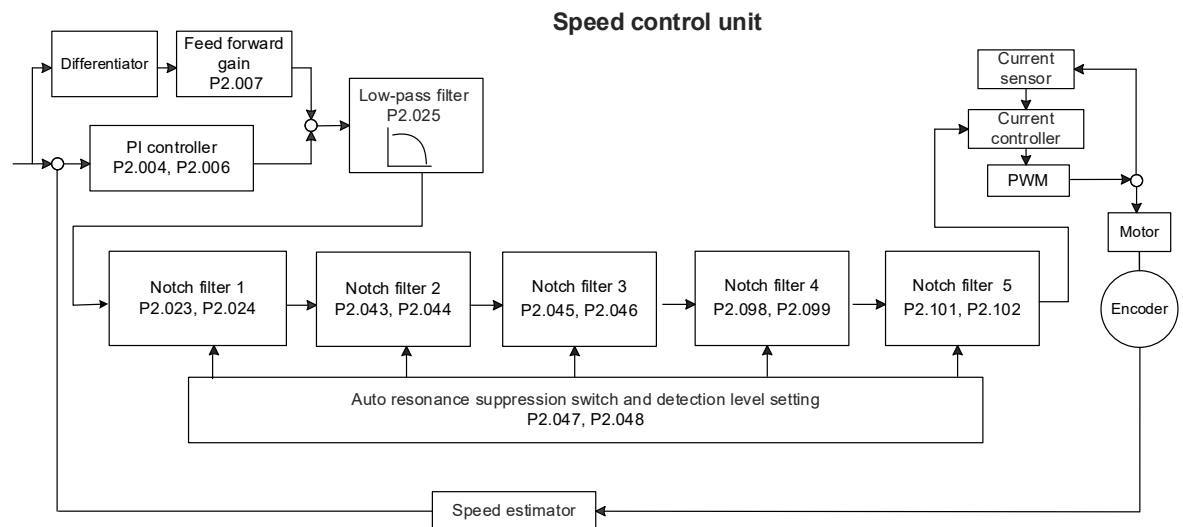 Speed control unit
Differentiator
Feed forward
gain
P2.007
Low-pass filter
P2.025
PI controller
P2.004, P2.006
Current
sensor
Current
controller
PWM
Motor
Encoder
Notch filter 1
P2.023, P2.024
Notch filter 2
P2.043, P2.044
Notch filter 3
P2.045, P2.046
Notch filter 4
P2.098, P2.099
Notch filter 5
P2.101, P2.102
Auto resonance suppression switch and detection level setting
P2.047, P2.048
Speed estimator